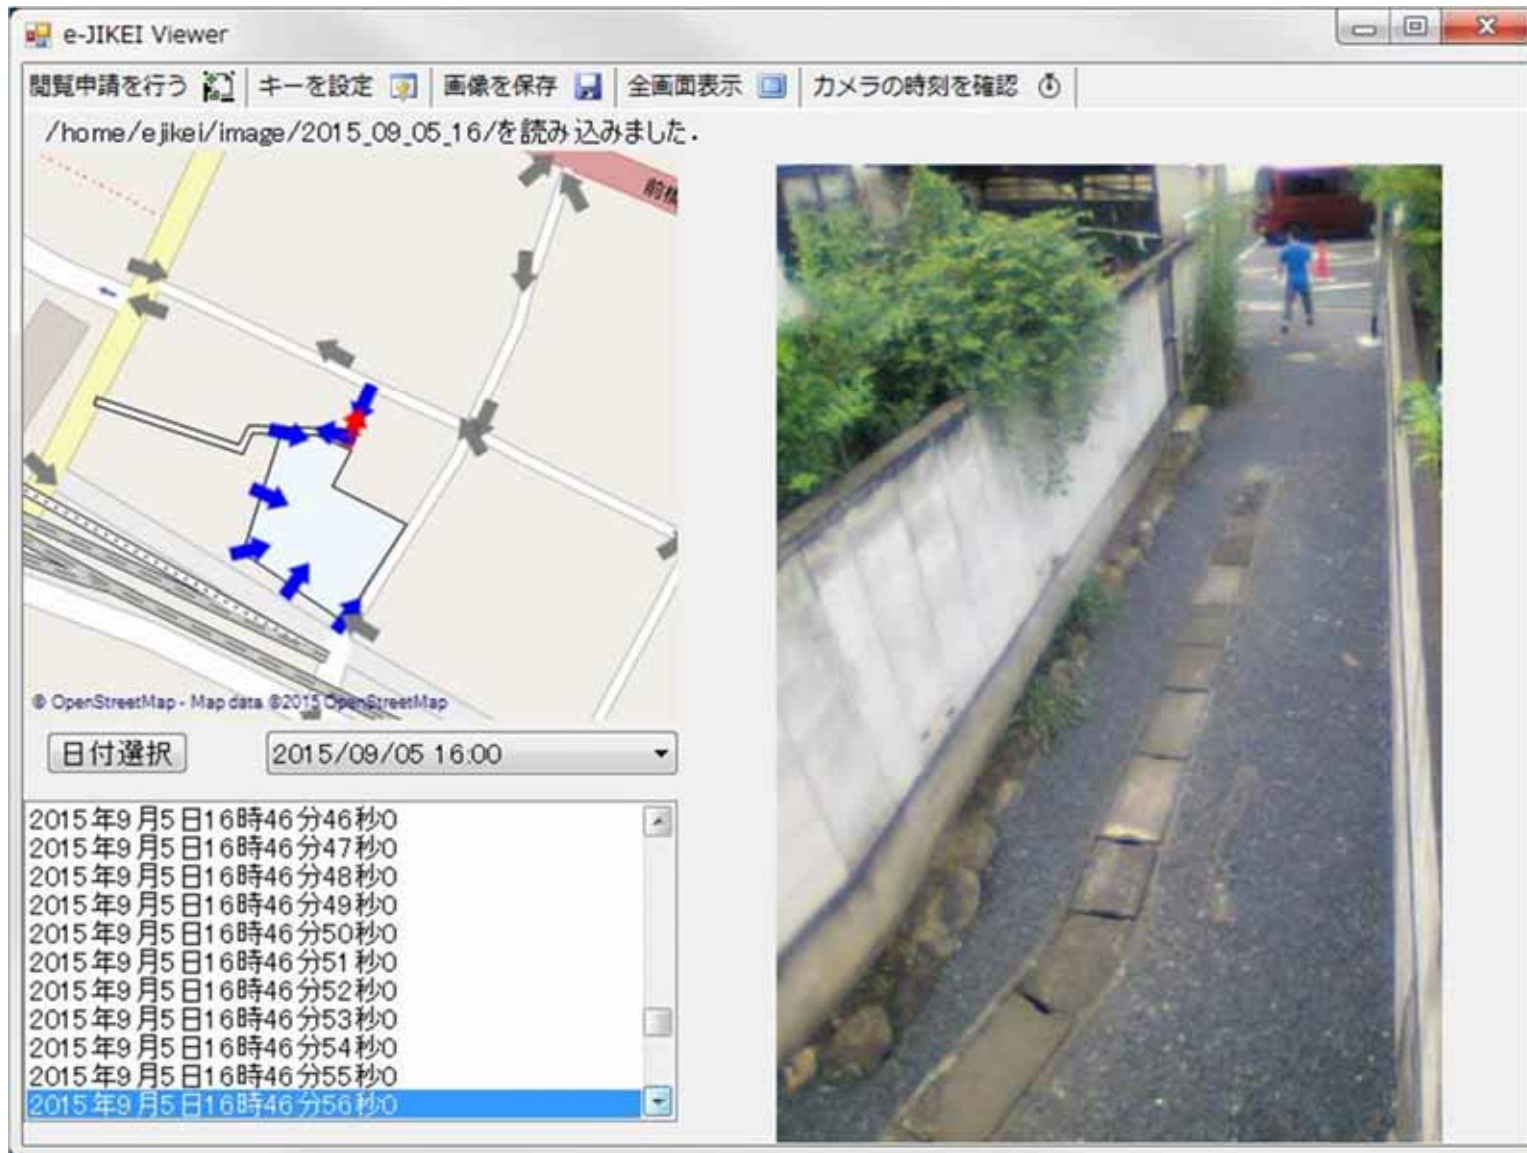 e-JIKEI Viewer
閲覧申請を行う キーを設定 画像を保存 全画面表示 カメラの時刻を確認
/home/ejikei/image/2015_09_05_16/を読み込みました.
前橋
© OpenStreetMap - Map data ©2015 OpenStreetMap
日付選択 2015/09/05 16:00
2015年9月5日16時46分46秒0
2015年9月5日16時46分47秒0
2015年9月5日16時46分48秒0
2015年9月5日16時46分49秒0
2015年9月5日16時46分50秒0
2015年9月5日16時46分51秒0
2015年9月5日16時46分52秒0
2015年9月5日16時46分53秒0
2015年9月5日16時46分54秒0
2015年9月5日16時46分55秒0
2015年9月5日16時46分56秒0